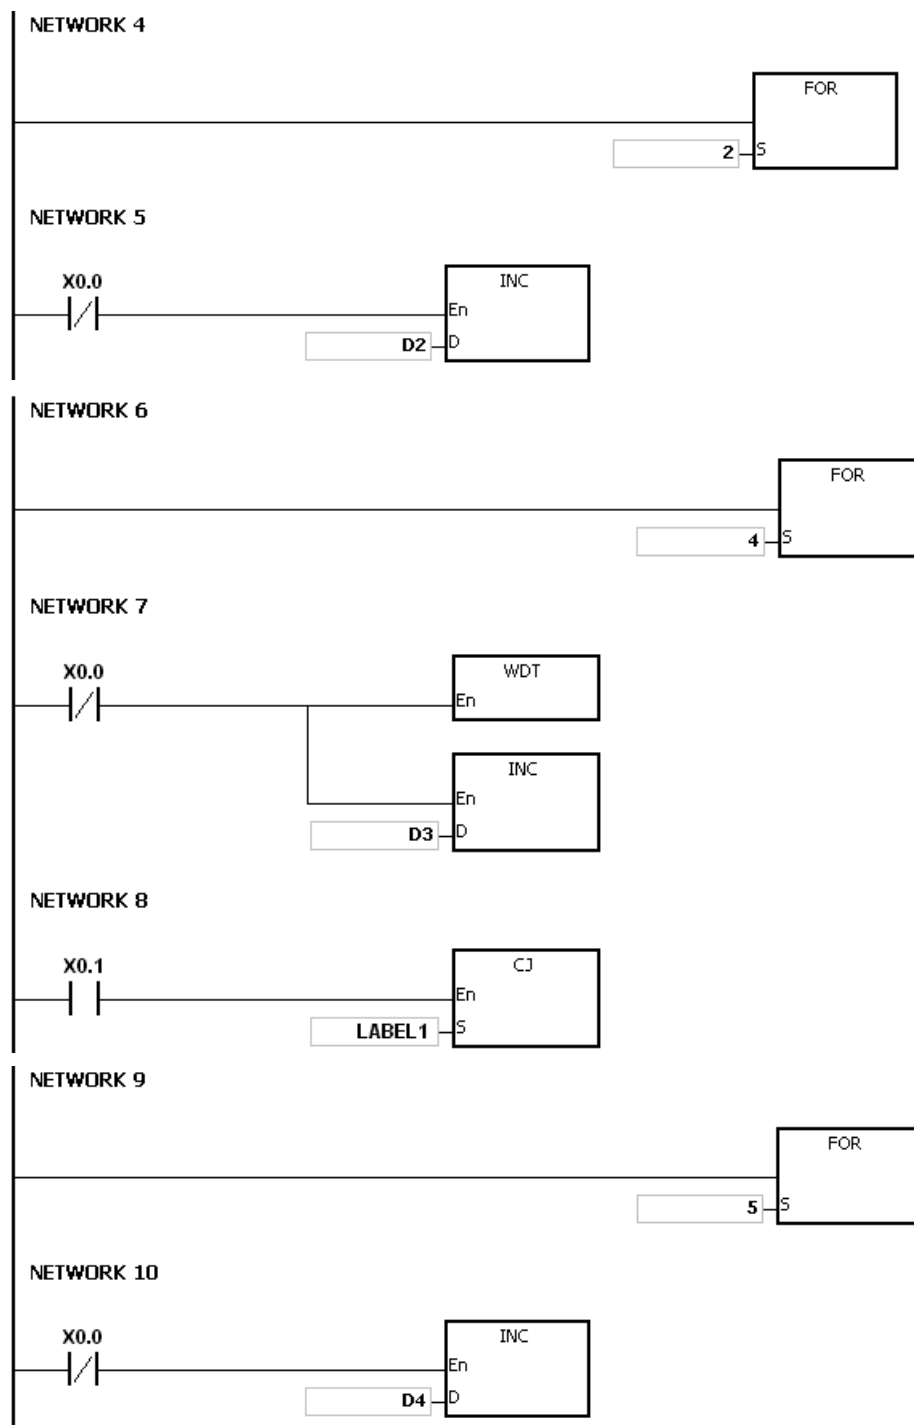 NETWORK 4
FOR
2 S
NETWORK 5
X0.0
INC
En
D2 D
NETWORK 6
FOR
4 S
NETWORK 7
X0.0
WDT
En
INC
En
D3 D
NETWORK 8
X0.1
CJ
En
LABEL1 S
NETWORK 9
FOR
5 S
NETWORK 10
X0.0
INC
En
D4 D